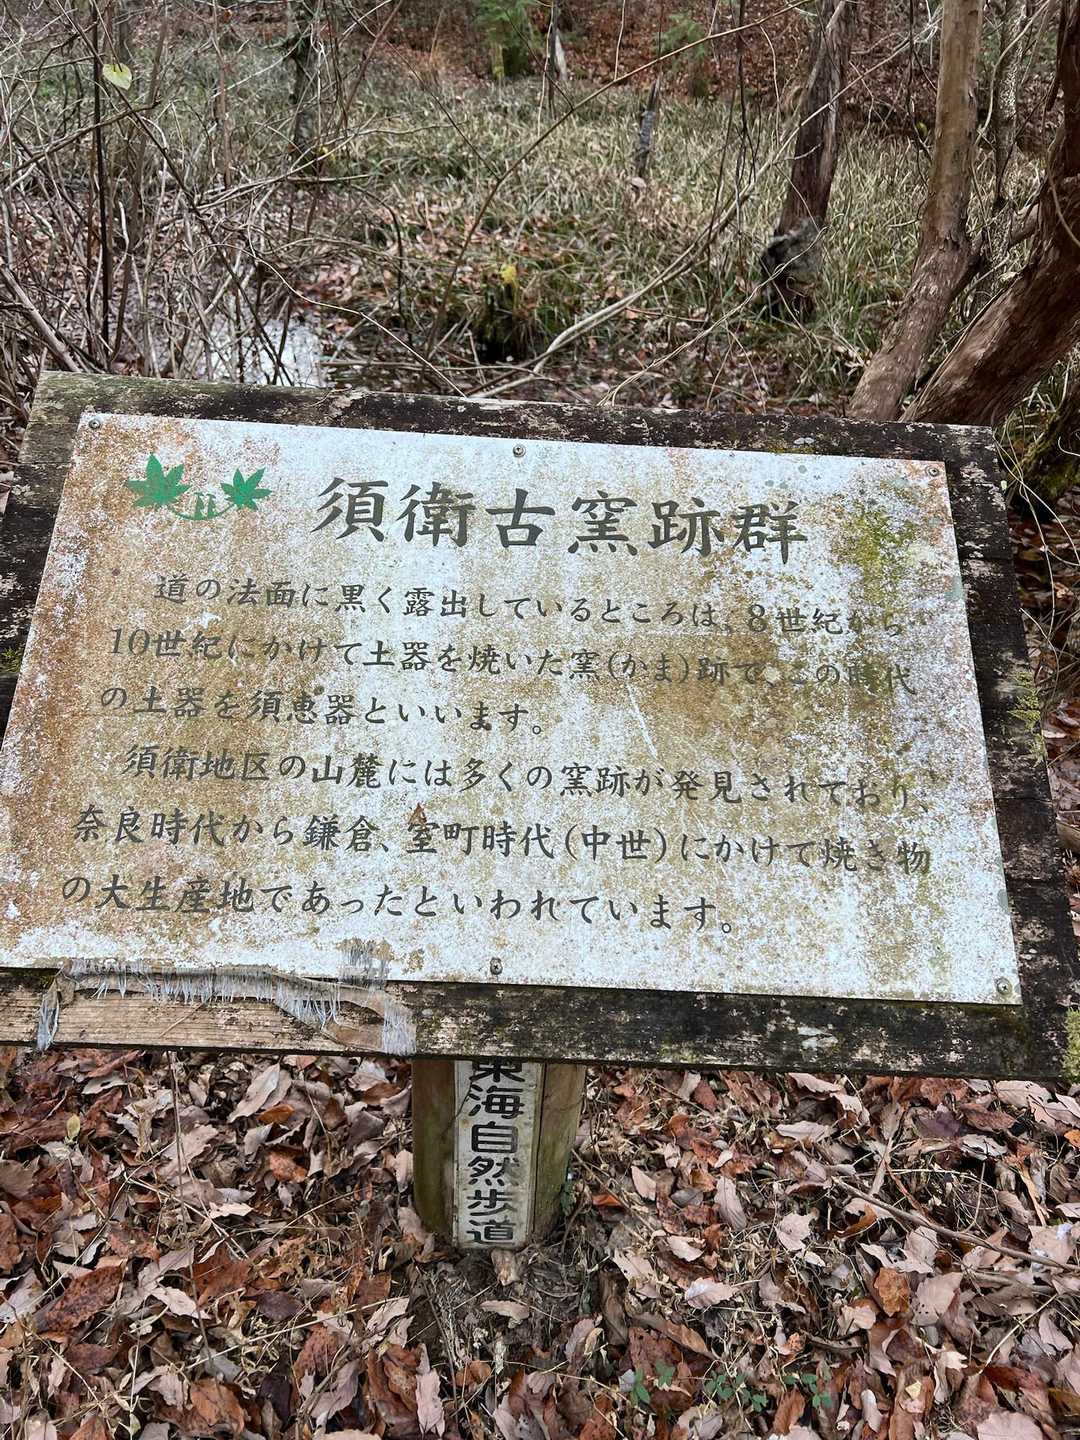 須衛古窯跡群
道の法面に黒く露出しているところは、8世紀から
10世紀にかけて土器を焼いた窯(かま)跡で、この時代
の土器を須恵器といいます。
須衛地区の山麓には多くの窯跡が発見されており、
奈良時代から鎌倉、室町時代(中世)にかけて焼き物
の大生産地であったといわれています。
東海自然歩道